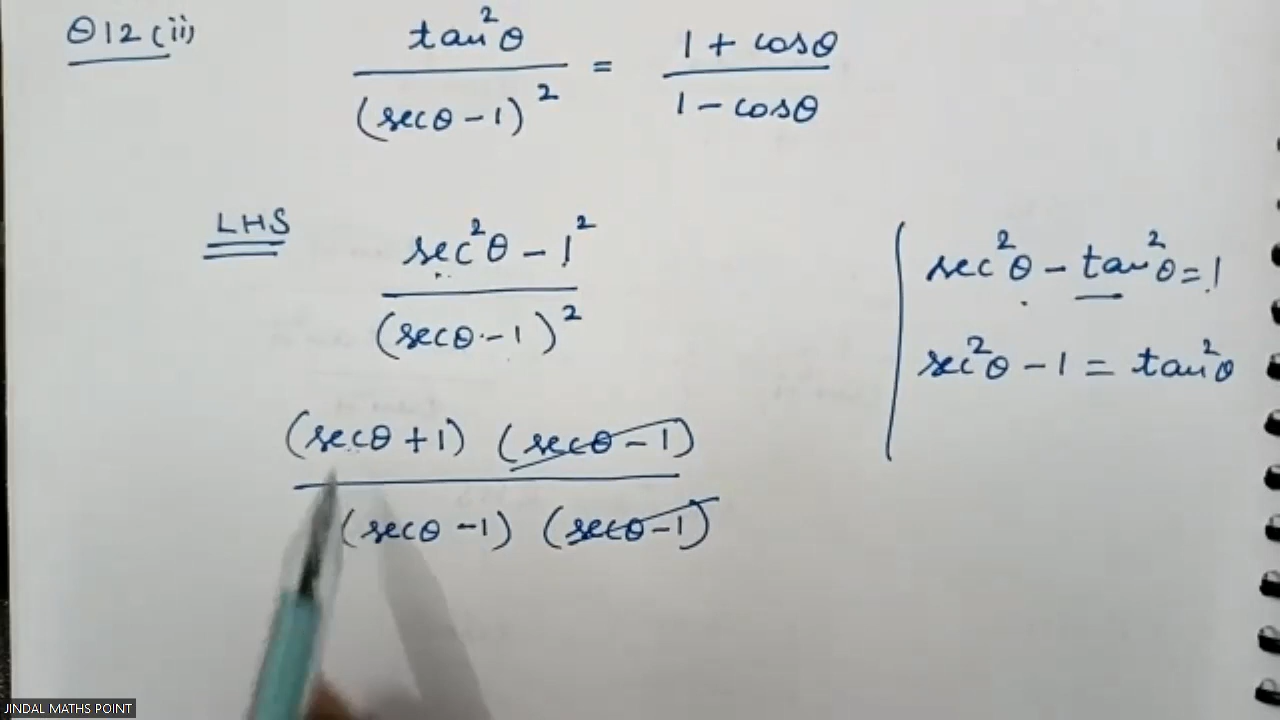 Q12(ii)
tan²θ / (secθ - 1)² = 1 + cosθ / 1 - cosθ
LHS
sec²θ - 1² / (secθ - 1)²
(secθ + 1) (secθ - 1) / (secθ - 1) (secθ - 1)
sec²θ - tan²θ = 1
sec²θ - 1 = tan²θ
JINDAL MATHS POINT